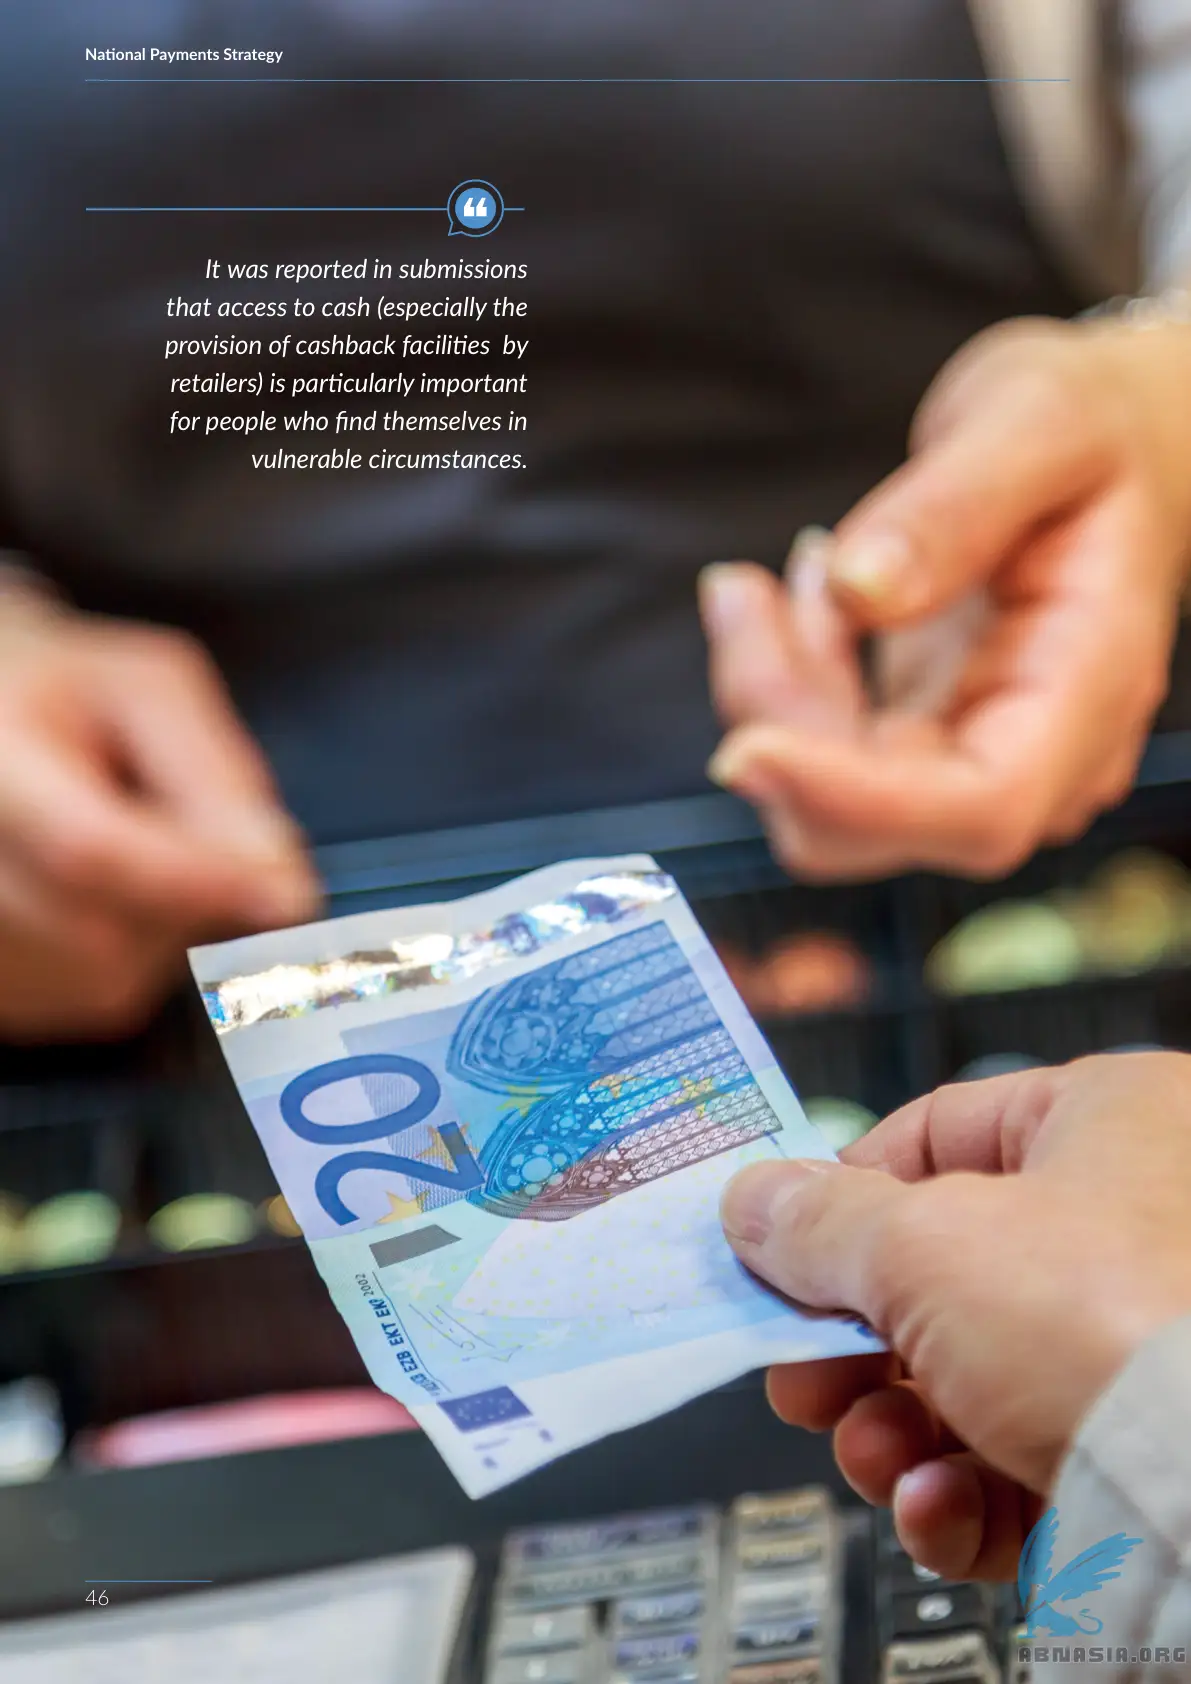 National Payments Strategy
It was reported in submissions
that access to cash (especially the
provision of cashback facilities  by
retailers) is particularly important
for people who find themselves in
vulnerable circumstances.
20
2002
EZB EKT EKP
46
ABNASIA.ORG